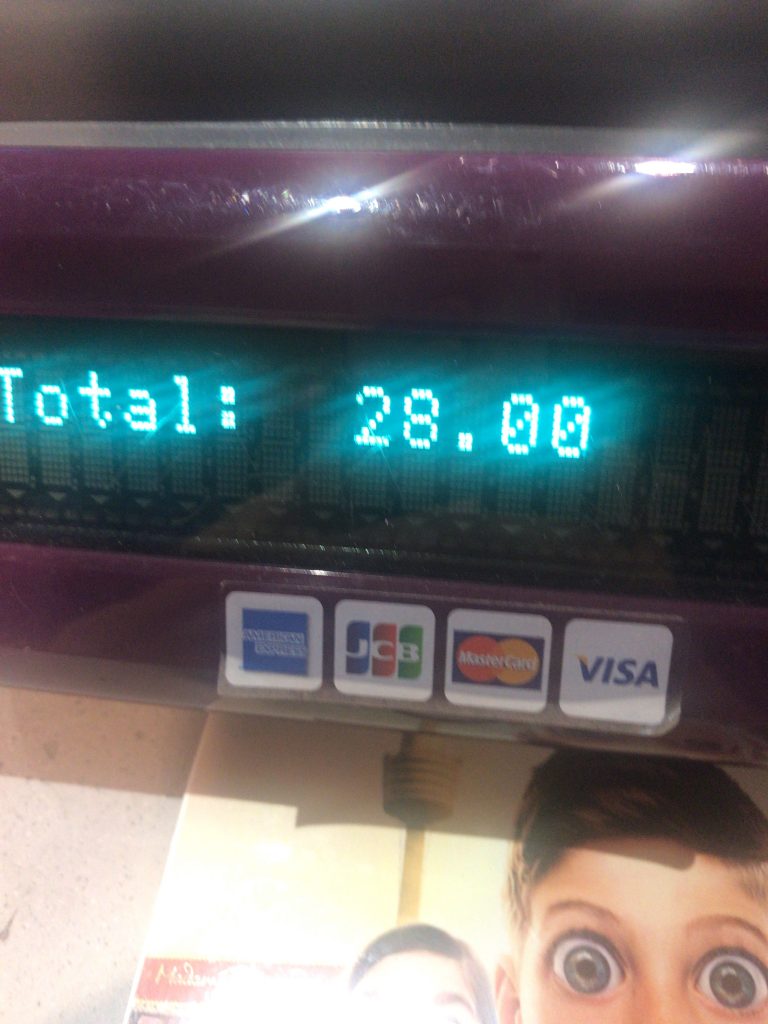 Total: 28.00
AMERICAN EXPRESS
JCB
MasterCard
VISA